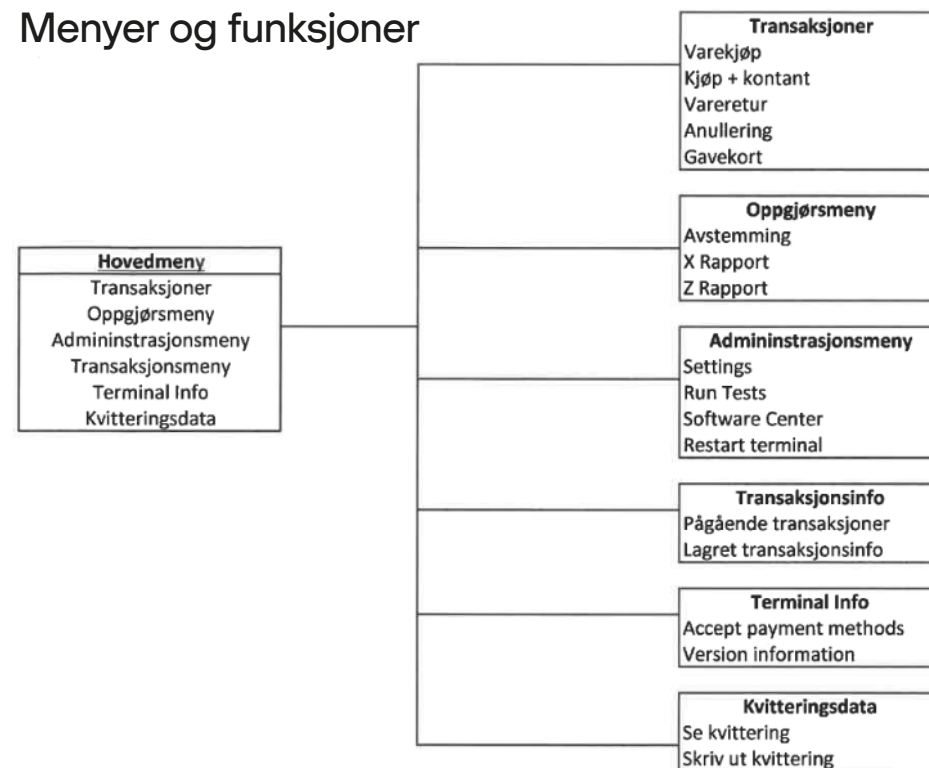 Menyer og funksjoner
Hovedmeny
Transaksjoner
Oppgjørsmeny
Admininstrasjonsmeny
Transaksjonsmeny
Terminal Info
Kvitteringsdata
Transaksjoner
Varekjøp
Kjøp + kontant
Vareretur
Anullering
Gavekort
Oppgjørsmeny
Avstemming
X Rapport
Z Rapport
Admininstrasjonsmeny
Settings
Run Tests
Software Center
Restart terminal
Transaksjonsinfo
Pågående transaksjoner
Lagret transaksjonsinfo
Terminal Info
Accept payment methods
Version information
Kvitteringsdata
Se kvittering
Skriv ut kvittering